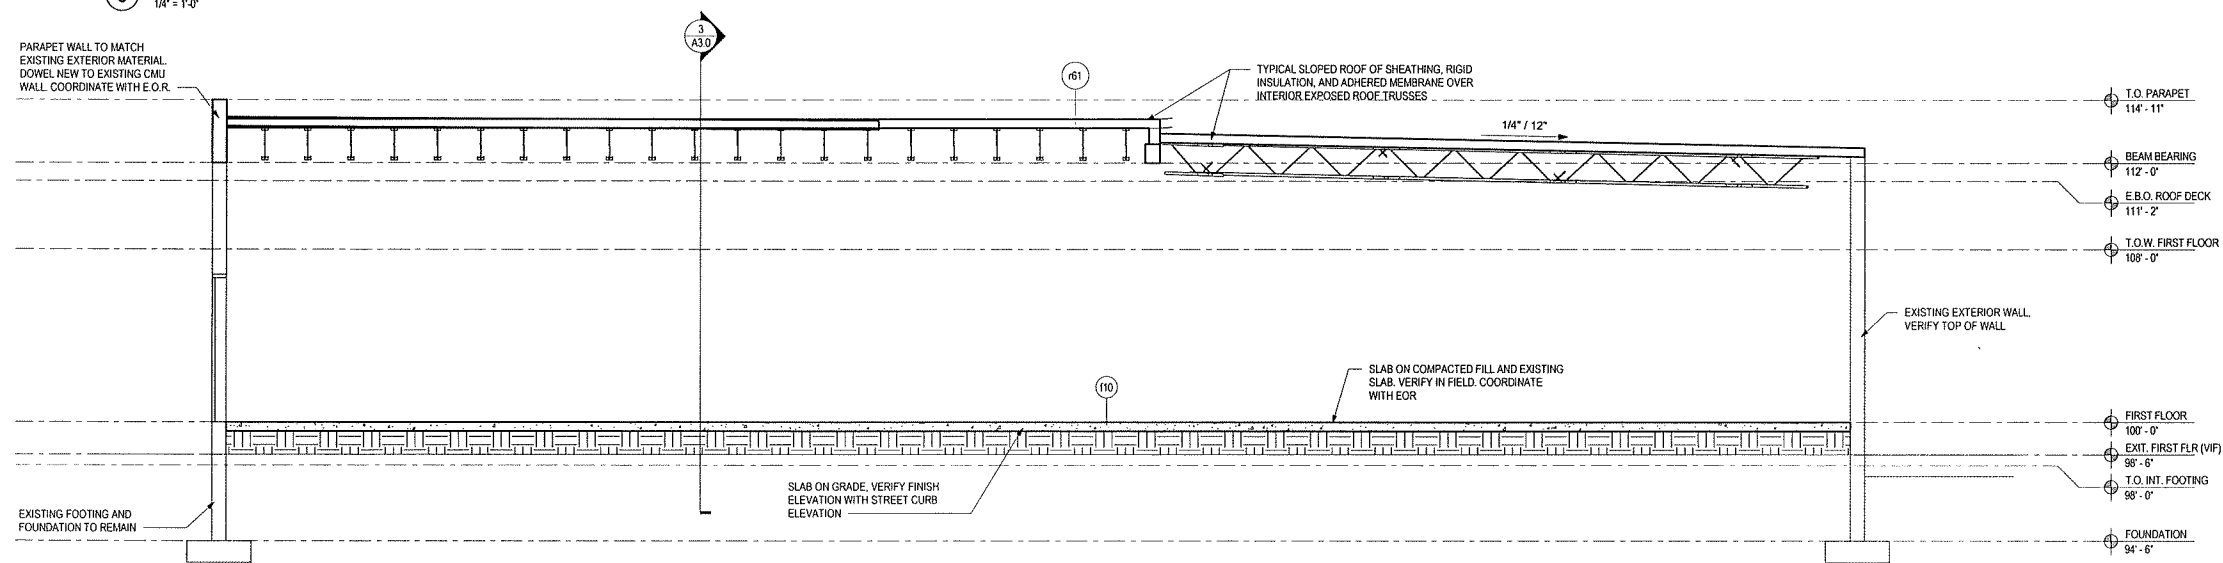 1/4" = 1'-0"
3
A3.0
PARAPET WALL TO MATCH
EXISTING EXTERIOR MATERIAL.
DOWEL NEW TO EXISTING CMU
WALL. COORDINATE WITH E.O.R.
r61
TYPICAL SLOPED ROOF OF SHEATHING, RIGID
INSULATION, AND ADHERED MEMBRANE OVER
INTERIOR EXPOSED ROOF TRUSSES
1/4" / 12"
T.O. PARAPET
114' - 11"
BEAM BEARING
112' - 0"
E.B.O. ROOF DECK
111' - 2"
T.O.W. FIRST FLOOR
108' - 0"
EXISTING EXTERIOR WALL,
VERIFY TOP OF WALL
SLAB ON COMPACTED FILL AND EXISTING
SLAB. VERIFY IN FIELD. COORDINATE
WITH EOR
f10
FIRST FLOOR
100' - 0"
EXIT. FIRST FLR (VIF)
98' - 6"
T.O. INT. FOOTING
98' - 0"
SLAB ON GRADE, VERIFY FINISH
ELEVATION WITH STREET CURB
ELEVATION
EXISTING FOOTING AND
FOUNDATION TO REMAIN
FOUNDATION
94' - 6"